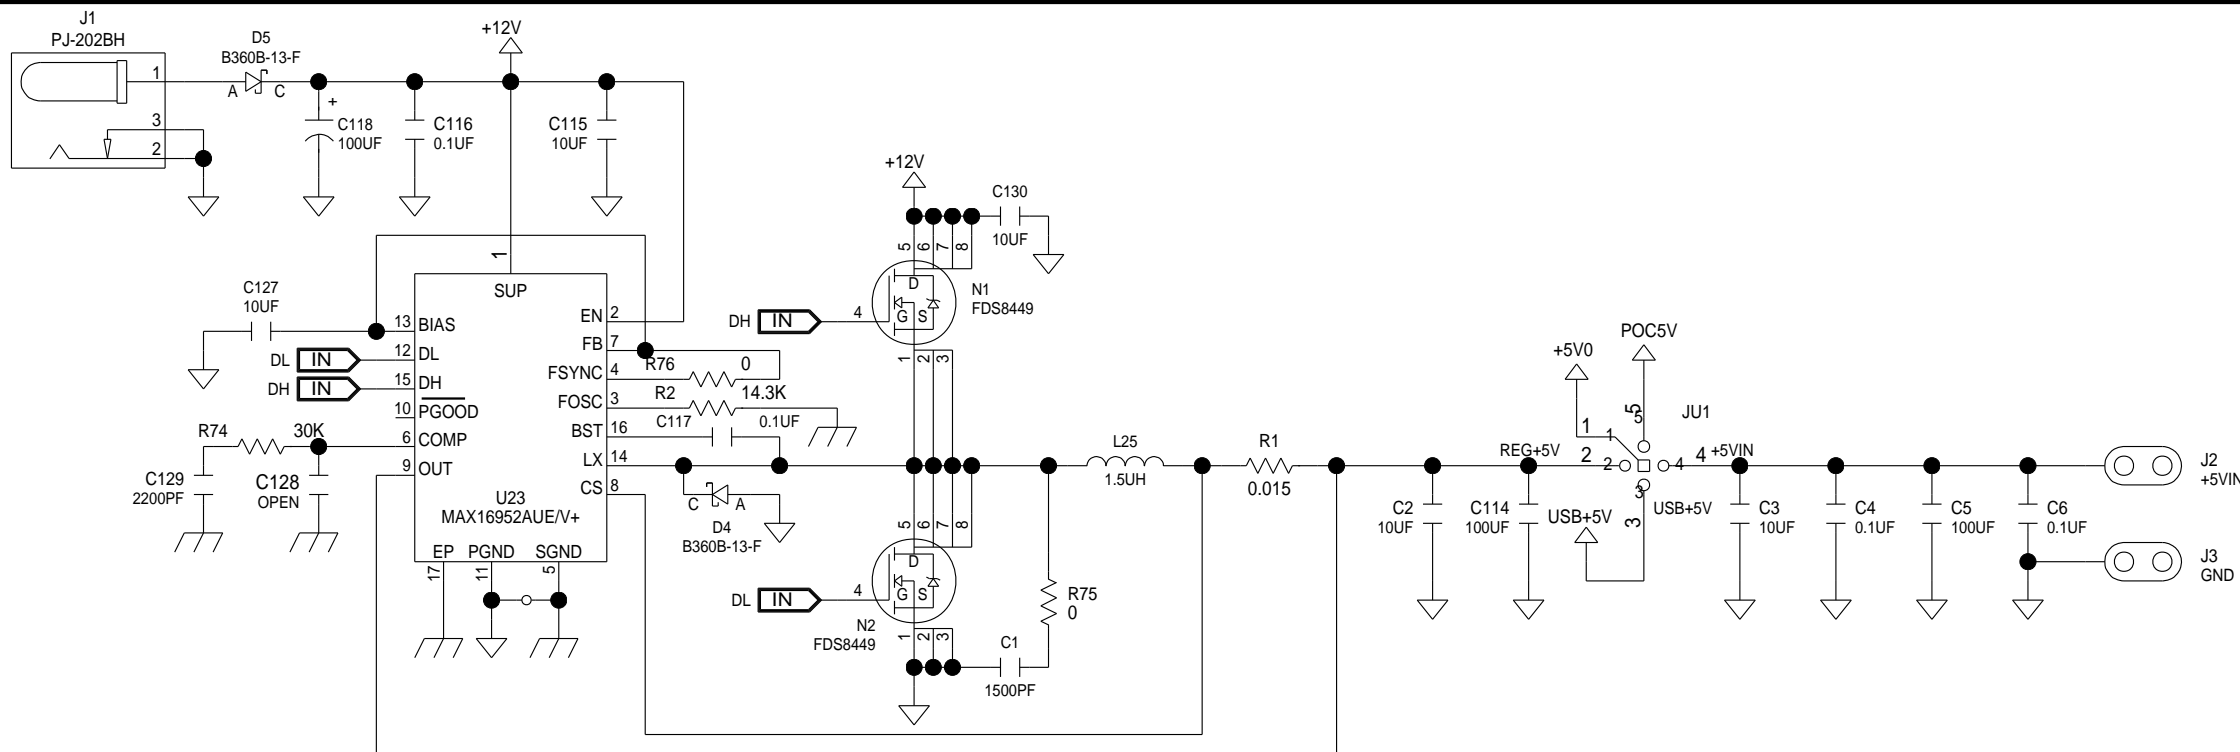 J1
PJ-202BH
1
3
2
D5
B360B-13-F
A
C
+12V
+
C118
100UF
C116
0.1UF
C115
10UF
C127
10UF
1
SUP
13
BIAS
DL
IN
12
DL
DH
IN
15
DH
10
PGOOD
R74
30K
6
COMP
9
OUT
C129
2200PF
C128
OPEN
EN
2
FB
7
FSYNC
4
FOSC
3
BST
16
LX
14
CS
8
U23
MAX16952AUE/V+
EP
PGND
SGND
17
11
5
R76
0
R2
14.3K
C117
0.1UF
C
A
D4
B360B-13-F
+12V
C130
10UF
5
6
7
8
D
G
S
N1
FDS8449
DH
IN
4
1
2
3
5
6
7
8
D
G
S
DL
IN
4
N2
FDS8449
1
2
3
C1
1500PF
R75
0
L25
1.5UH
R1
0.015
C2
10UF
REG+5V
C114
100UF
+5V0
POC5V
JU1
1
1
2
2
3
3
4
4
5
5
+5VIN
USB+5V
USB+5V
C3
10UF
C4
0.1UF
C5
100UF
C6
0.1UF
J2
+5VIN
J3
GND